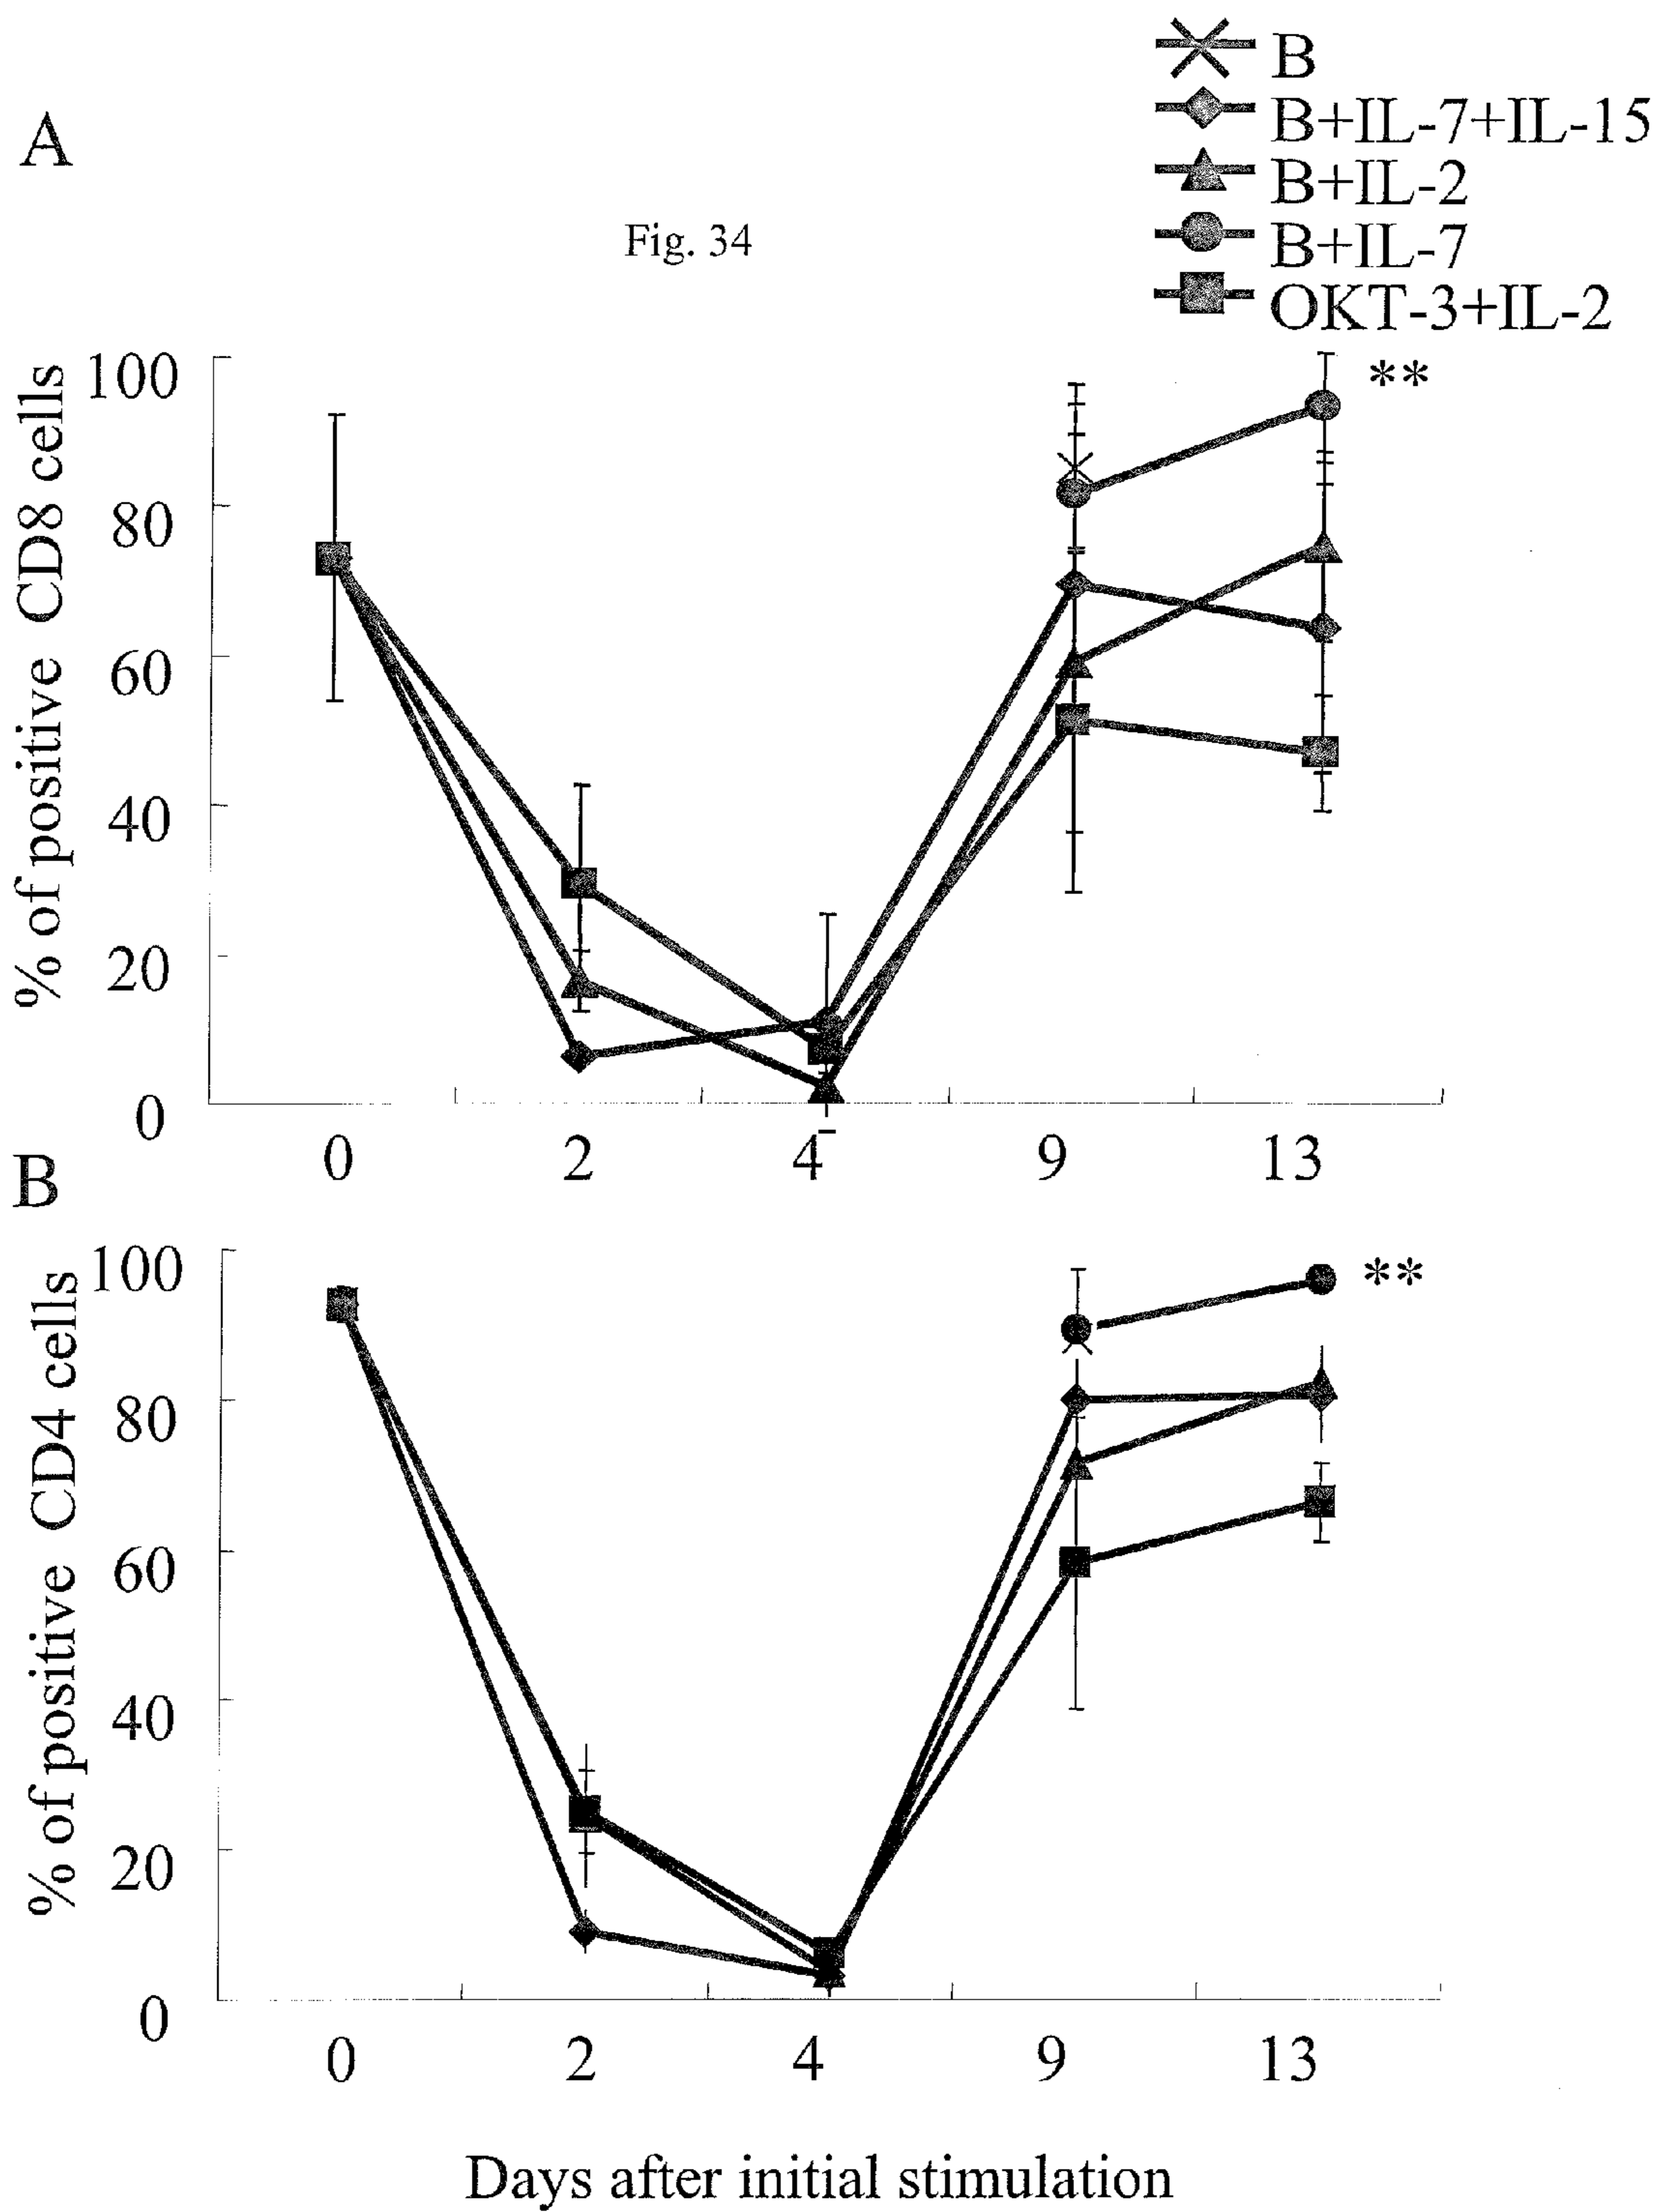 B
B+IL-7+IL-15
B+IL-2
B+IL-7
OKT-3+IL-2
A
Fig. 34
% of positive CD8 cells
100
80
60
40
20
0
**
0 2 4 9 13
B
% of positive CD4 cells
100
80
60
40
20
0
**
0 2 4 9 13
Days after initial stimulation